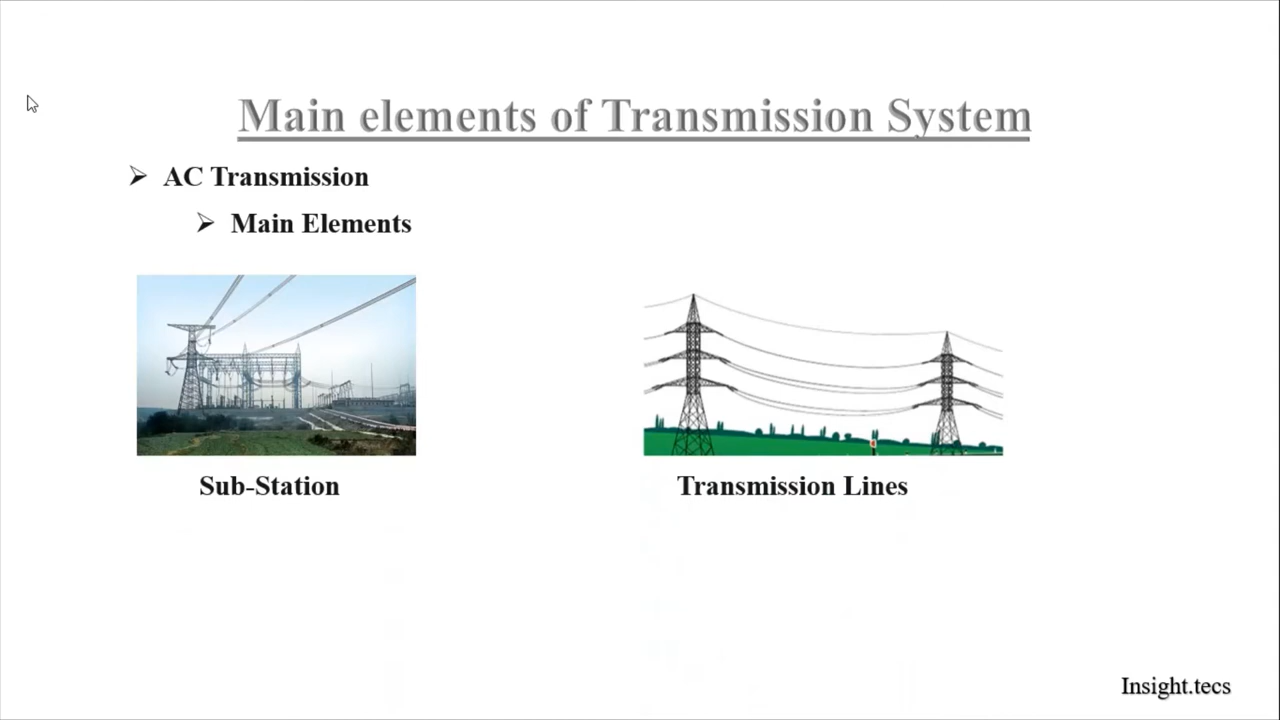 Main elements of Transmission System
AC Transmission
Main Elements
Sub-Station
Transmission Lines
Insight.tecs